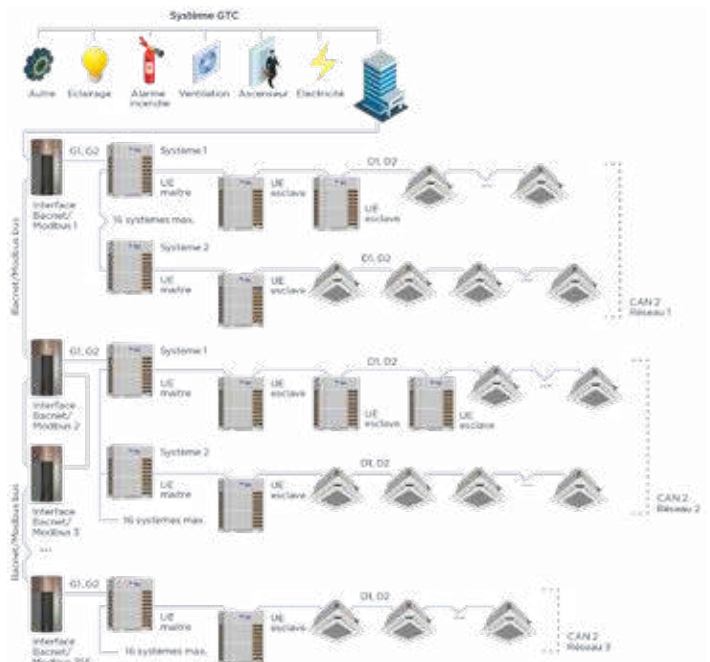 Système GTC
Autre
Eclairage
Alarme
incendie
Ventilation
Ascenseur
Electricité
G1, G2
Système 1
D1, D2
UE
maitre
UE
esclave
UE
esclave
Interface
Bacnet/
Modbus 1
16 systèmes max.
Système 2
D1, D2
UE
maitre
UE
esclave
CAN 2
Réseau 1
Bacnet/Modbus bus
G1, G2
Système 1
D1, D2
UE
maitre
UE
esclave
UE
esclave
UE
esclave
Interface
Bacnet/
Modbus 2
Système 2
D1, D2
UE
maitre
UE
esclave
CAN 2
Réseau 2
Interface
Bacnet/
Modbus 3
16 systèmes max.
...
Bacnet/Modbus bus
G1, G2
D1, D2
UE
maitre
UE
esclave
CAN 2
Réseau 3
Interface
Bacnet/
16 systèmes max.